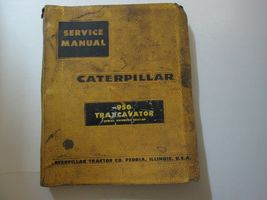 SERVICE
MANUAL
CATERPILLAR
950
TRAXCAVATOR
CATERPILLAR TRACTOR CO. PEORIA, ILLINOIS, U.S.A.